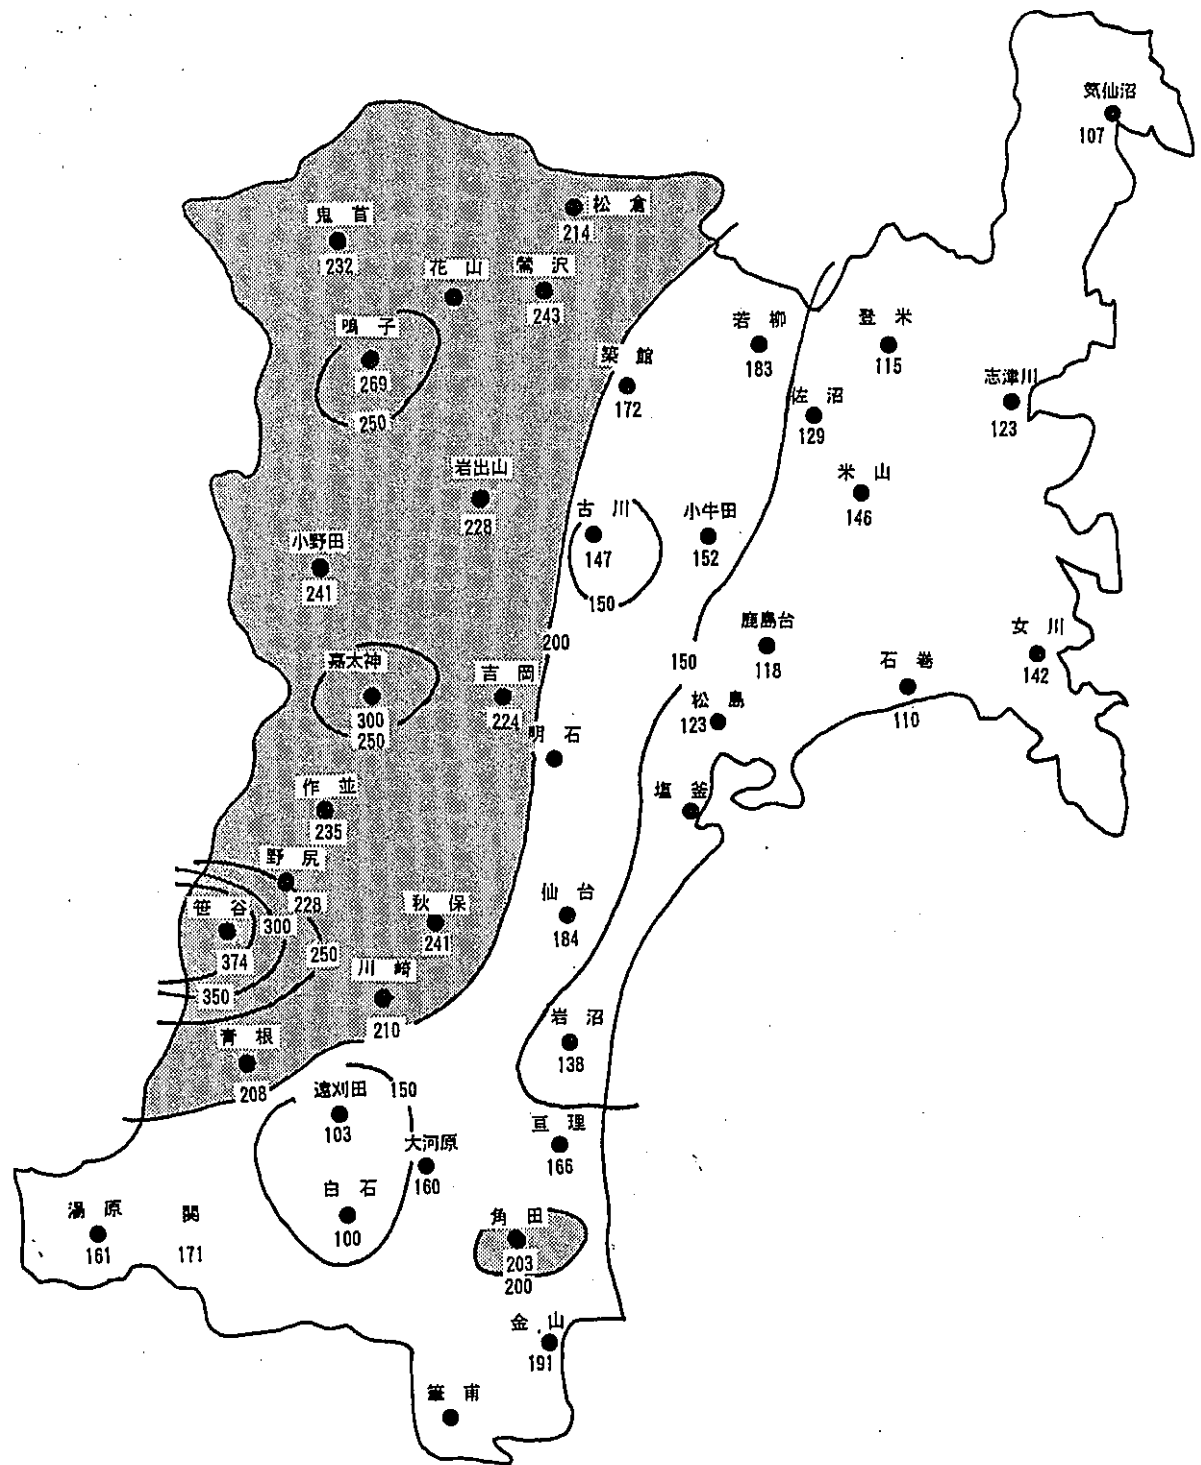 気仙沼
107
松倉
214
鬼首
232
花山
鶯沢
243
鳴子
269
250
若柳
183
登米
115
築館
172
志津川
123
佐沼
129
岩出山
228
米山
146
古川
147
150
小牛田
152
小野田
241
200
鹿島台
118
女川
142
嘉太神
300
250
吉岡
224
150
石巻
110
松島
123
明石
作並
235
塩釜
野尻
228
笹谷
374
300
350
250
秋保
241
仙台
184
川崎
210
青根
208
岩沼
138
遠刈田
103
150
亘理
166
大河原
160
白石
100
湯原
161
関
171
角田
203
200
金山
191
筆甫